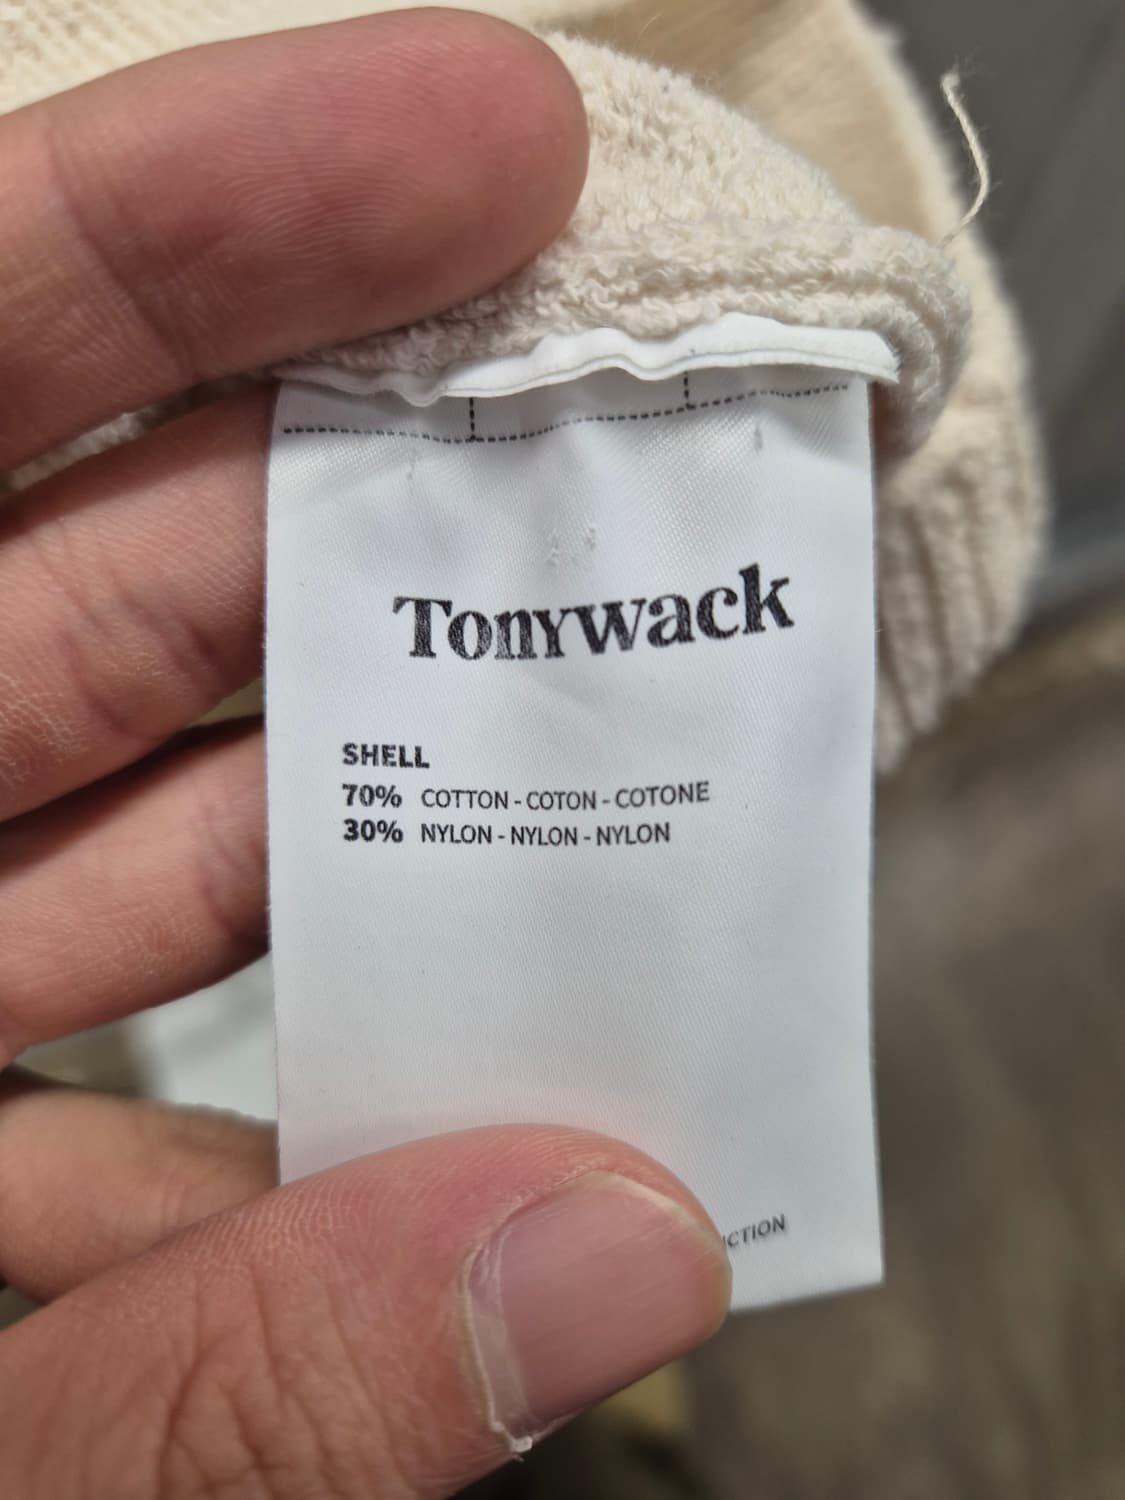 Tonywack
SHELL
70% COTTON - COTON - COTONE
30% NYLON - NYLON - NYLON